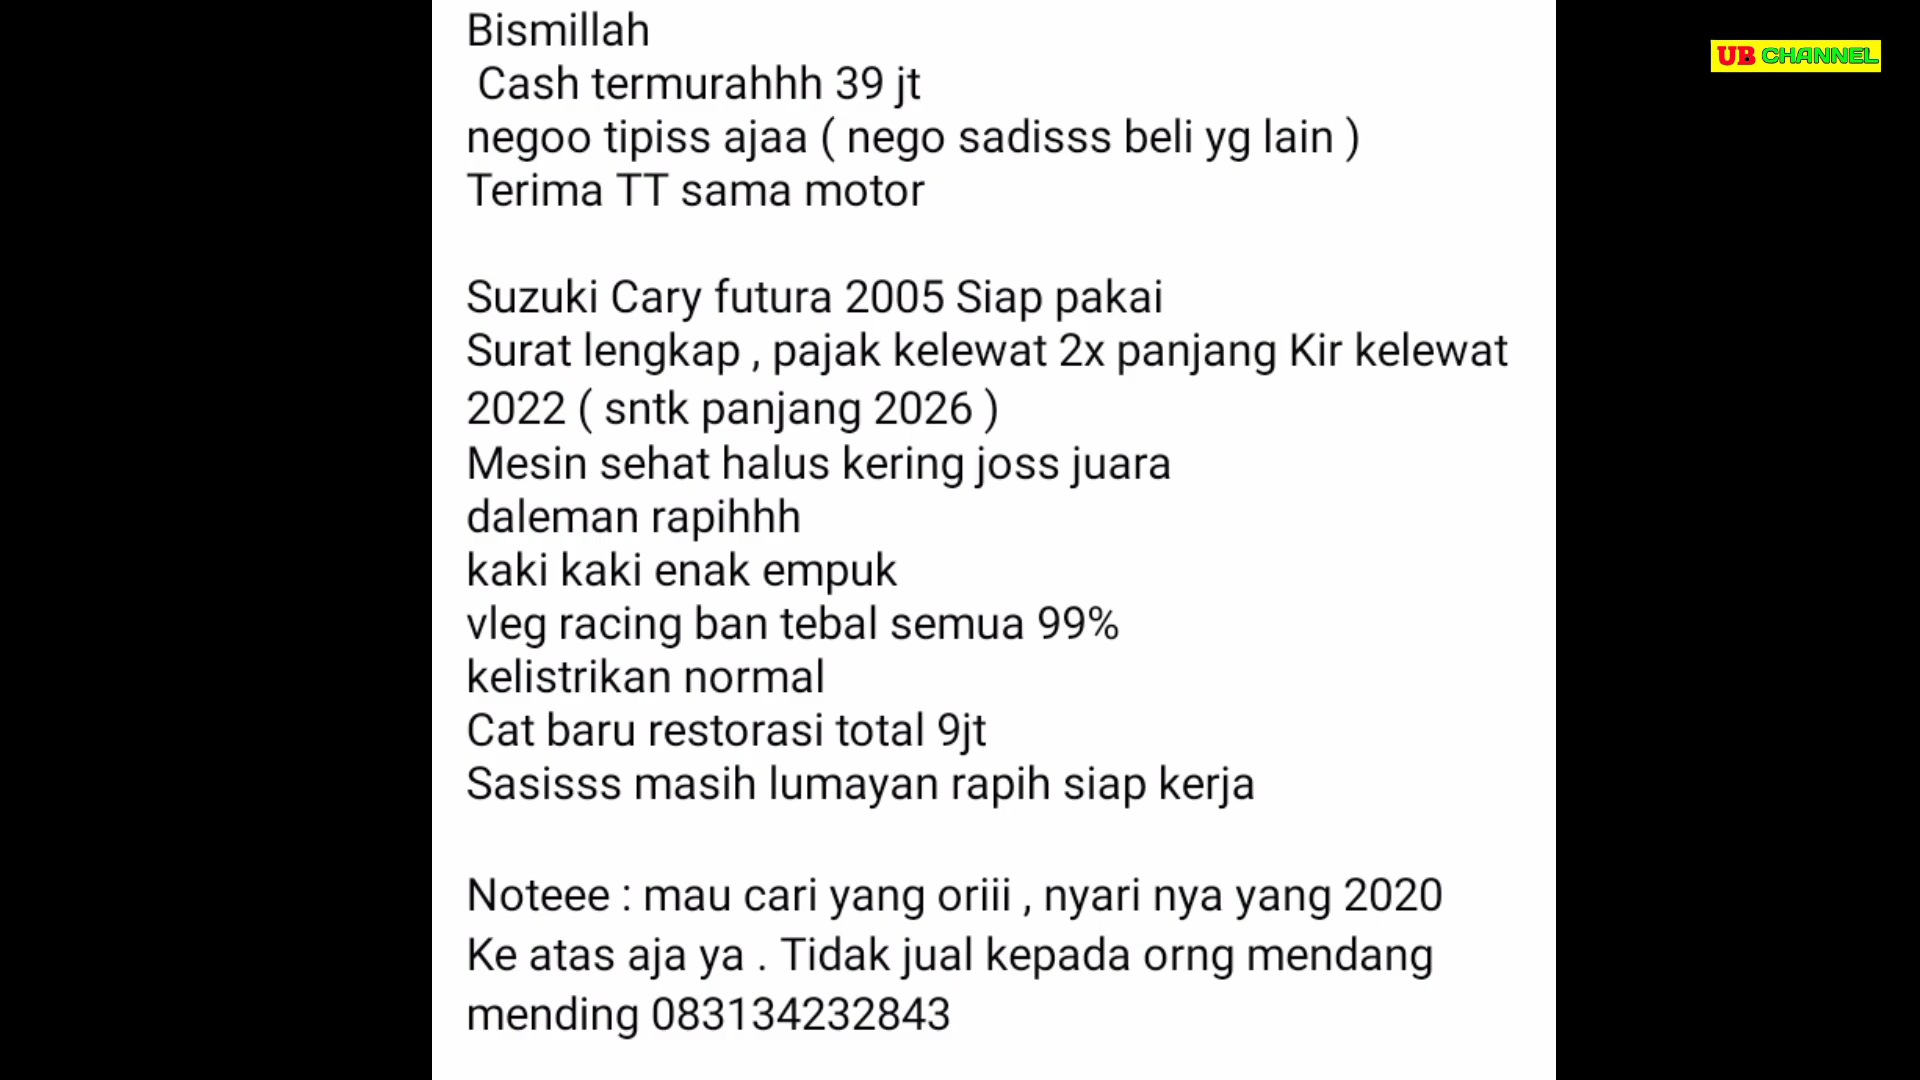 Bismillah
Cash termurahhh 39 jt
negoo tipiss ajaa ( nego sadisss beli yg lain )
Terima TT sama motor
Suzuki Cary futura 2005 Siap pakai
Surat lengkap , pajak kelewat 2x panjang Kir kelewat
2022 ( sntk panjang 2026 )
Mesin sehat halus kering joss juara
daleman rapihhh
kaki kaki enak empuk
vleg racing ban tebal semua 99%
kelistrikan normal
Cat baru restorasi total 9jt
Sasisss masih lumayan rapih siap kerja
Noteee : mau cari yang oriii , nyari nya yang 2020
Ke atas aja ya . Tidak jual kepada orng mendang
mending 083134232843
UB CHANNEL